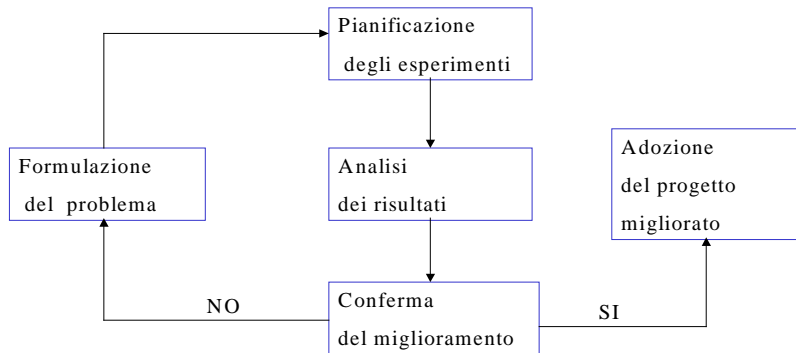 Pianificazione
degli esperimenti
Formulazione
del problema
Analisi
dei risultati
Adozione
del progetto
migliorato
NO
Conferma
del miglioramento
SI